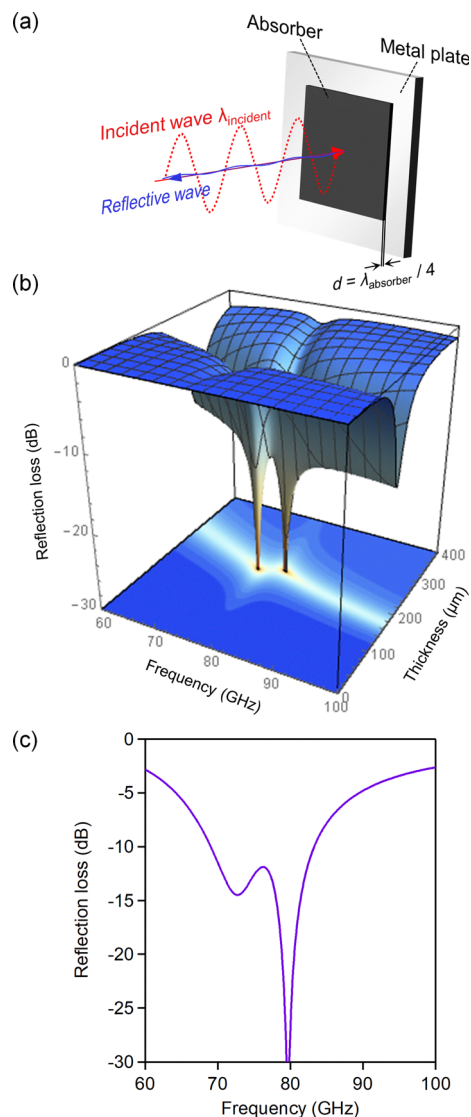 (a)
Absorber
Metal plate
Incident wave λincident
Reflective wave
d = λabsorber / 4
(b)
0
−10
−20
−30
Reflection loss (dB)
60
70
80
90
100
Frequency (GHz)
0
100
200
300
400
Thickness (μm)
(c)
0
-5
-10
-15
-20
-25
-30
Reflection loss (dB)
60
70
80
90
100
Frequency (GHz)